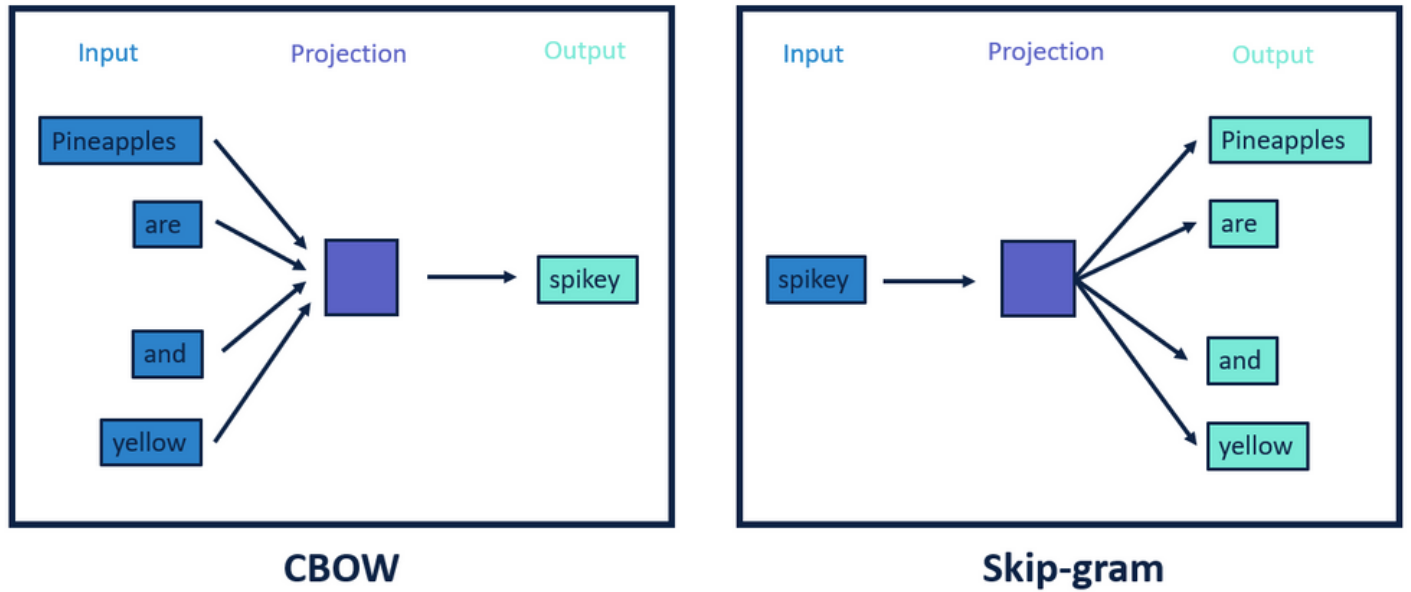 Input
Projection
Output
Pineapples
are
spikey
and
yellow
CBOW
Input
Projection
Output
Pineapples
are
spikey
and
yellow
Skip-gram